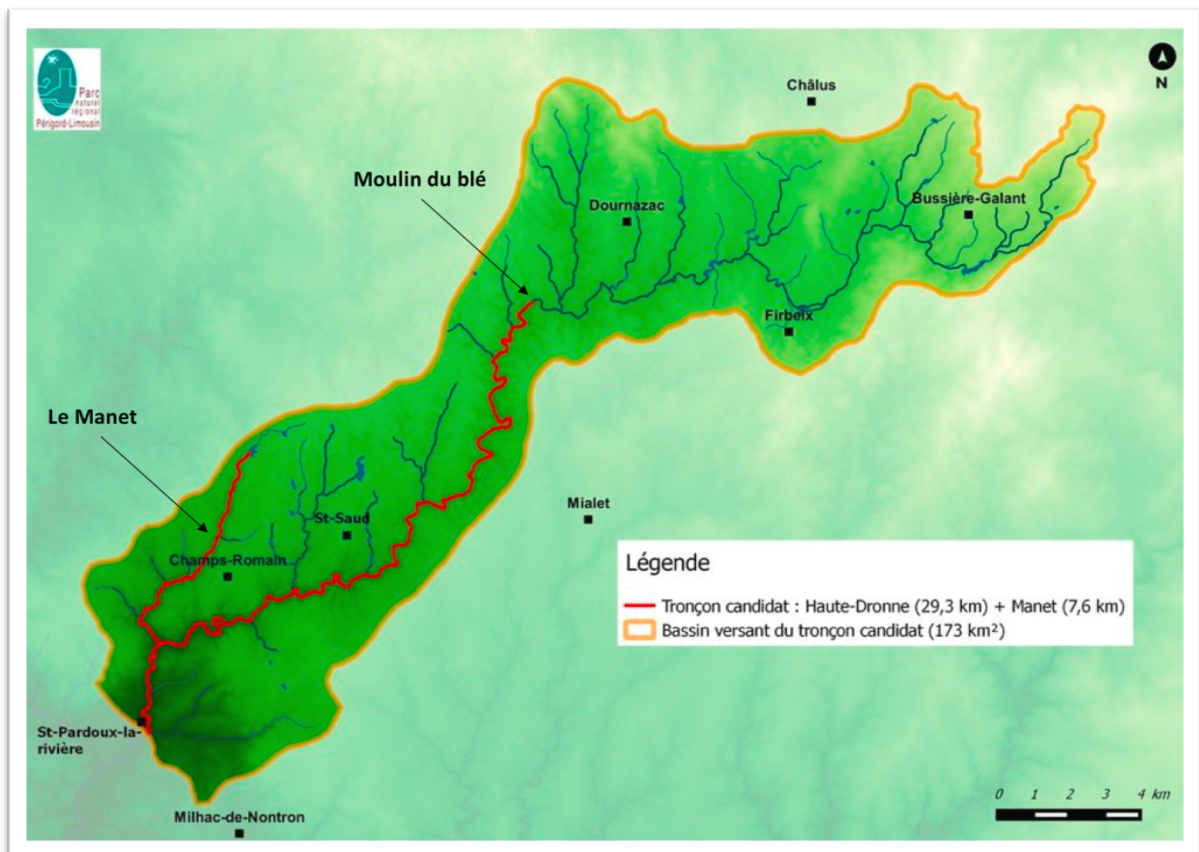 Parc
naturel
régional
Périgord-Limousin
Châlus
N
Moulin du blé
Dournazac
Bussière-Galant
Firbeix
Le Manet
Mialet
St-Saud
Champs-Romain
Légende
Tronçon candidat : Haute-Dronne (29,3 km) + Manet (7,6 km)
Bassin versant du tronçon candidat (173 km²)
St-Pardoux-la-
rivière
Milhac-de-Nontron
0 1 2 3 4 km